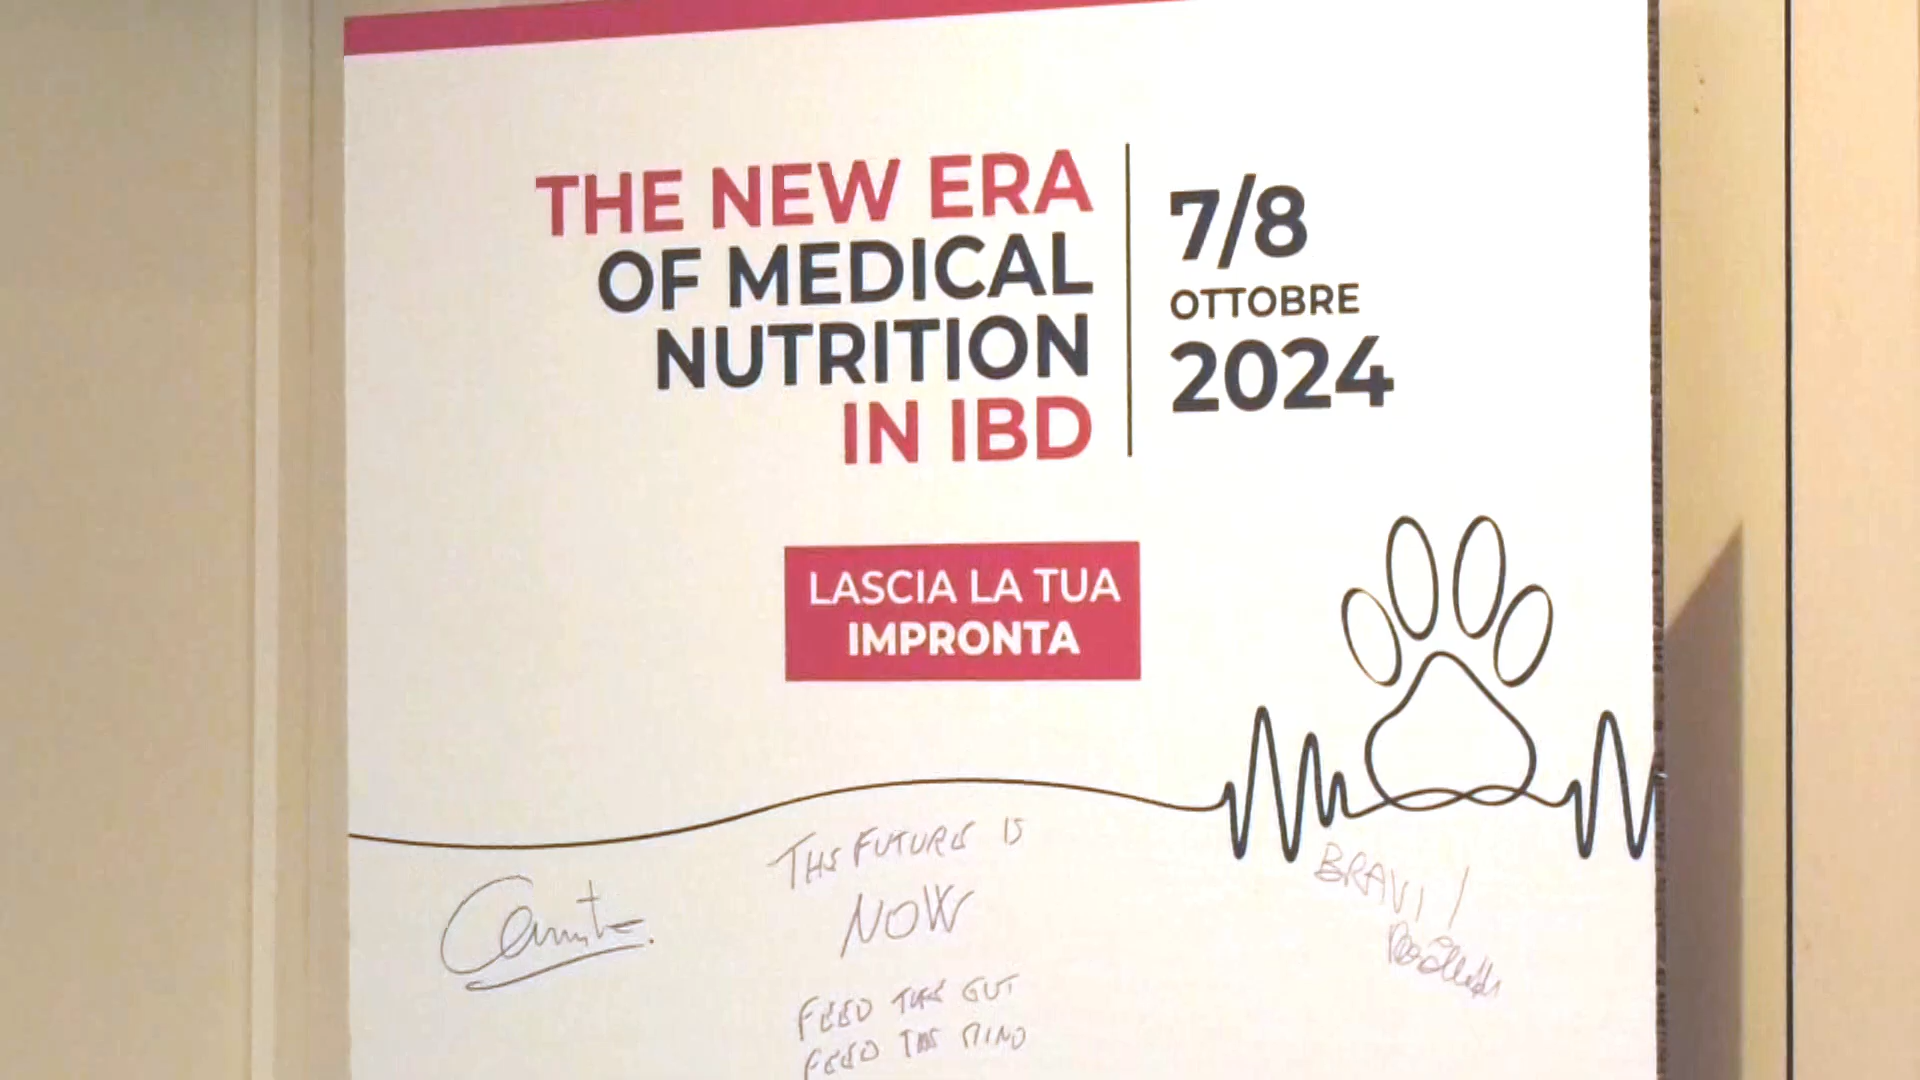 THE NEW ERA
OF MEDICAL
NUTRITION
IN IBD
7/8
OTTOBRE
2024
LASCIA LA TUA
IMPRONTA
THE FUTURE IS
NOW
FEED THE GUT
FEED THE MIND
BRAVI!